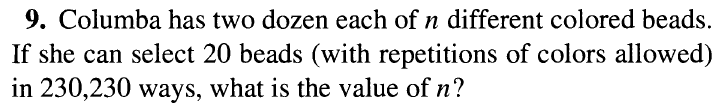 9. Columba has two dozen each of n different colored beads.
If she can select 20 beads (with repetitions of colors allowed)
in 230,230 ways, what is the value of n?